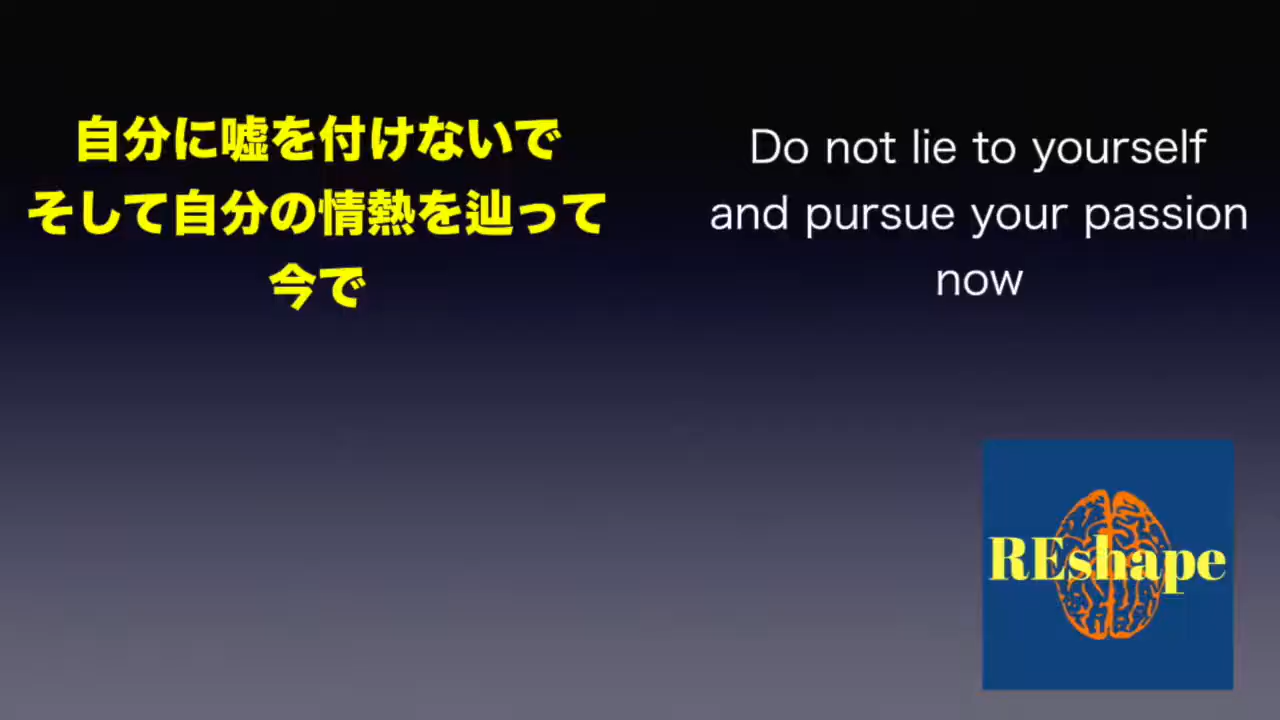 自分に嘘を付けないで
そして自分の情熱を辿って
今で
Do not lie to yourself
and pursue your passion
now
REshape